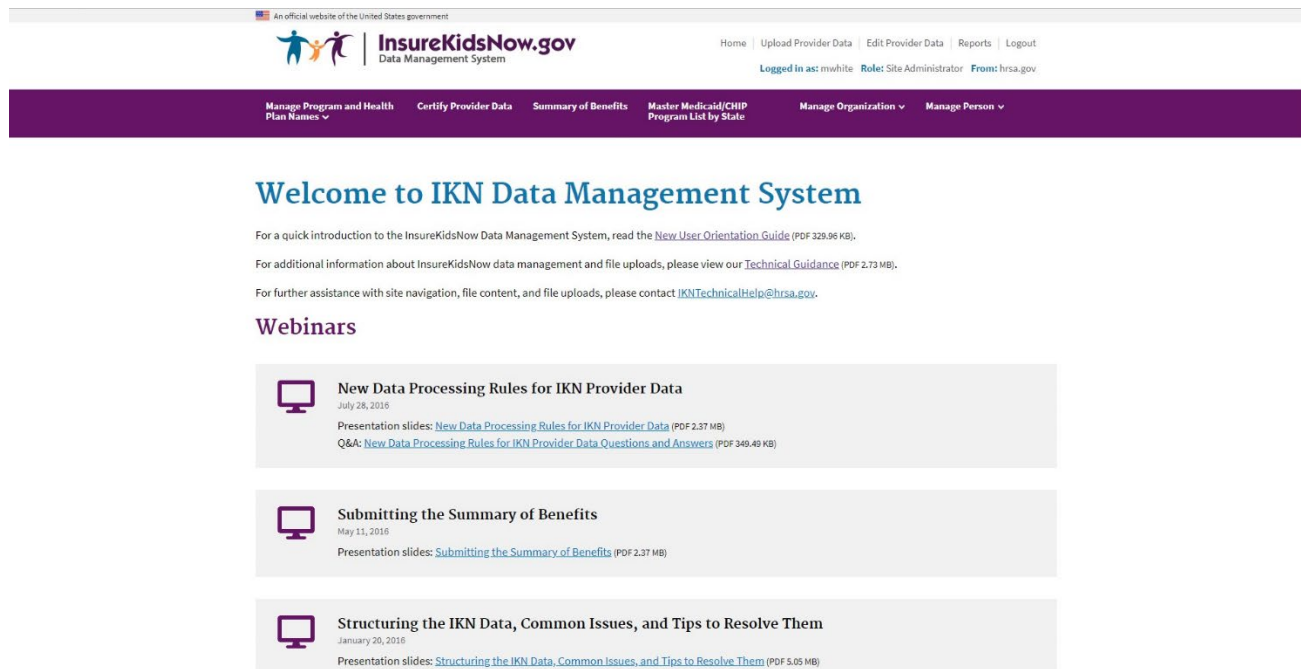 An official website of the United States government
InsureKidsNow.gov
Data Management System
Home | Upload Provider Data | Edit Provider Data | Reports | Logout
Logged in as: mwhite Role: Site Administrator From: hrsa.gov
Manage Program and Health Plan Names
Certify Provider Data
Summary of Benefits
Master Medicaid/CHIP Program List by State
Manage Organization
Manage Person
Welcome to IKN Data Management System
For a quick introduction to the InsureKidsNow Data Management System, read the New User Orientation Guide (PDF 329.96 KB).
For additional information about InsureKidsNow data management and file uploads, please view our Technical Guidance (PDF 2.73 MB).
For further assistance with site navigation, file content, and file uploads, please contact IKNTechnicalHelp@hrsa.gov.
Webinars
New Data Processing Rules for IKN Provider Data
July 28, 2016
Presentation slides: New Data Processing Rules for IKN Provider Data (PDF 2.37 MB)
Q&A: New Data Processing Rules for IKN Provider Data Questions and Answers (PDF 349.49 KB)
Submitting the Summary of Benefits
May 11, 2016
Presentation slides: Submitting the Summary of Benefits (PDF 2.37 MB)
Structuring the IKN Data, Common Issues, and Tips to Resolve Them
January 20, 2016
Presentation slides: Structuring the IKN Data, Common Issues, and Tips to Resolve Them (PDF 5.05 MB)